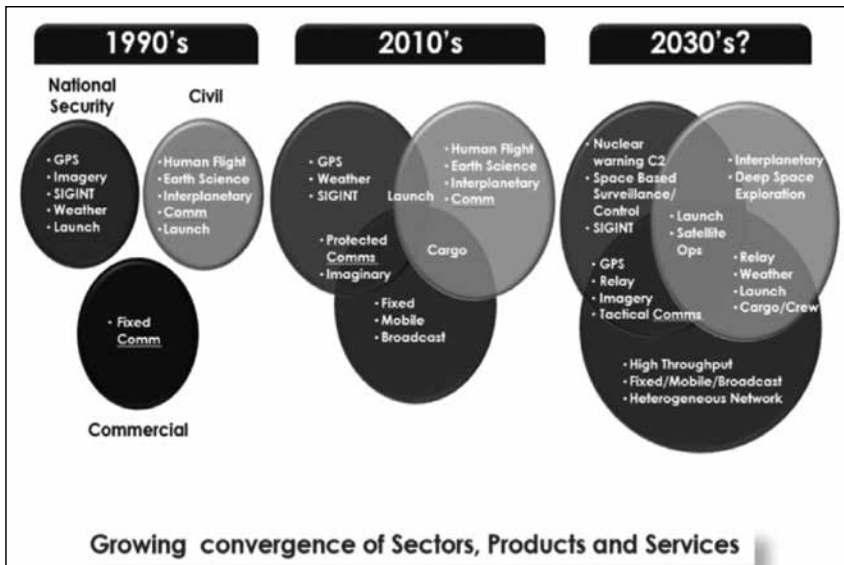 1990's
National
Security
Civil
• GPS
• Imagery
• SIGINT
• Weather
• Launch
• Human Flight
• Earth Science
• Interplanetary
• Comm
• Launch
• Fixed
Comm
Commercial
2010's
• GPS
• Weather
• SIGINT
Launch
• Human Flight
• Earth Science
• Interplanetary
• Comm
• Protected
Comms
• Imaginary
Cargo
• Fixed
• Mobile
• Broadcast
2030's?
• Nuclear
warning C2
• Space Based
Surveillance/
Control
• SIGINT
• Interplanetary
• Deep Space
Exploration
• Launch
• Satellite
Ops
• GPS
• Relay
• Imagery
• Tactical Comms
• Relay
• Weather
• Launch
• Cargo/Crew
• High Throughput
• Fixed/Mobile/Broadcast
• Heterogeneous Network
Growing convergence of Sectors, Products and Services